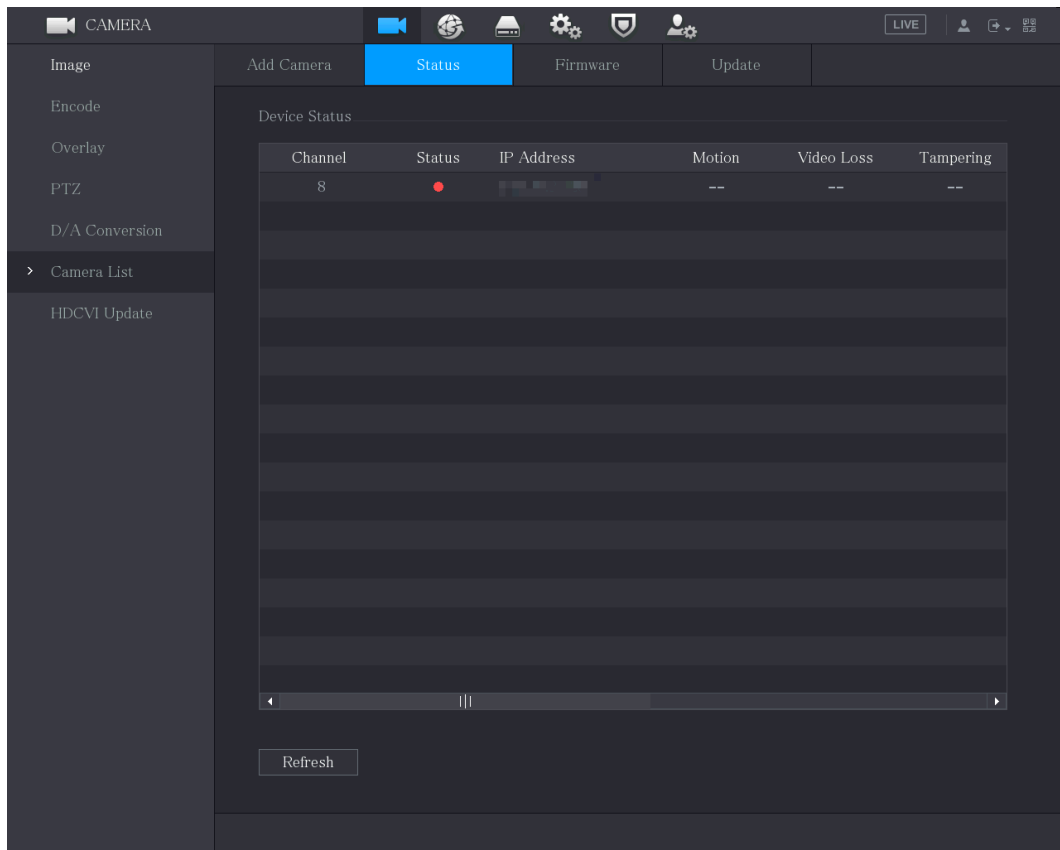 CAMERA
LIVE
Image
Encode
Overlay
PTZ
D/A Conversion
Camera List
HDCVI Update
Add Camera Status Firmware Update
Device Status
Channel Status IP Address Motion Video Loss Tampering
8 -- -- --
Refresh